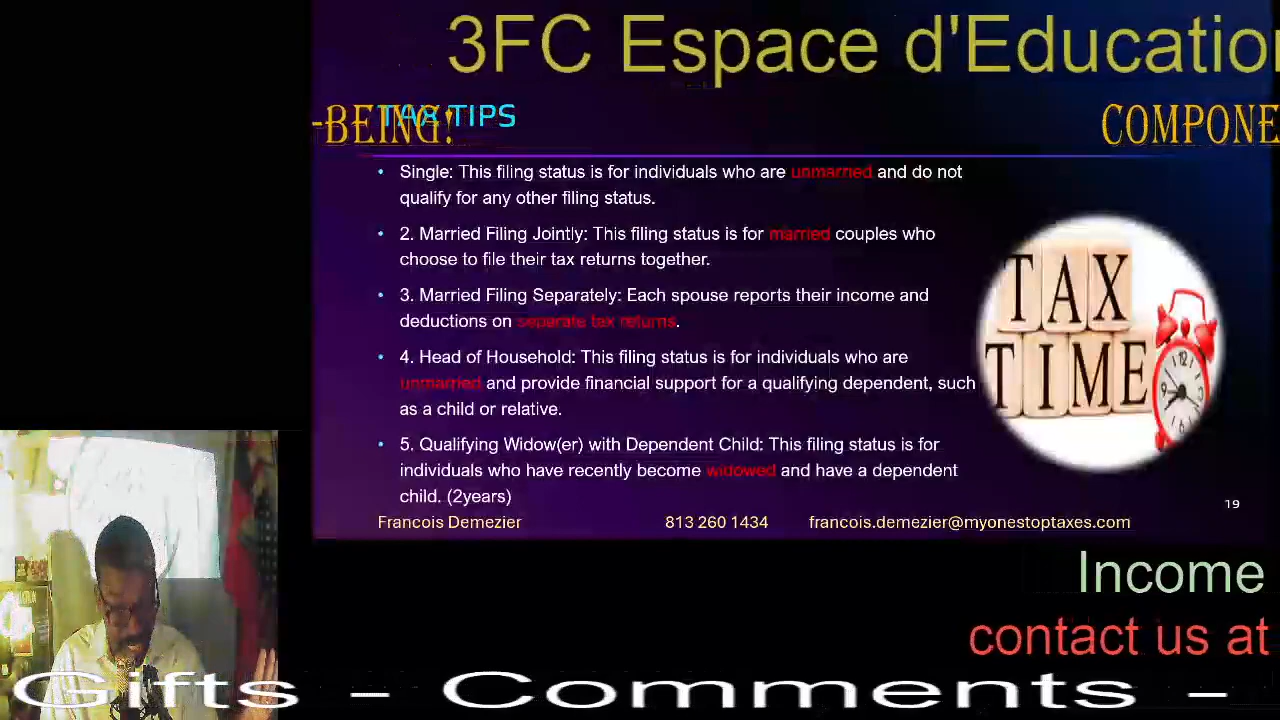 3FC Espace d'Education
-BEING!
TAX TIPS
COMPONE
Single: This filing status is for individuals who are unmarried and do not
qualify for any other filing status.
2. Married Filing Jointly: This filing status is for married couples who
choose to file their tax returns together.
3. Married Filing Separately: Each spouse reports their income and
deductions on separate tax returns.
4. Head of Household: This filing status is for individuals who are
unmarried and provide financial support for a qualifying dependent, such
as a child or relative.
5. Qualifying Widow(er) with Dependent Child: This filing status is for
individuals who have recently become widowed and have a dependent
child. (2years)
TAX
TIME
19
Francois Demezier 813 260 1434 francois.demezier@myonestoptaxes.com
Income
contact us at
Gifts - Comments -